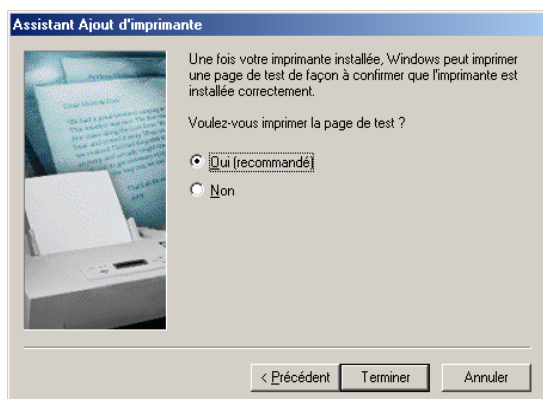 Assistant Ajout d'imprimante
Une fois votre imprimante installée, Windows peut imprimer
une page de test de façon à confirmer que l'imprimante est
installée correctement.
Voulez-vous imprimer la page de test ?
Oui (recommandé)
Non
< Précédent
Terminer
Annuler